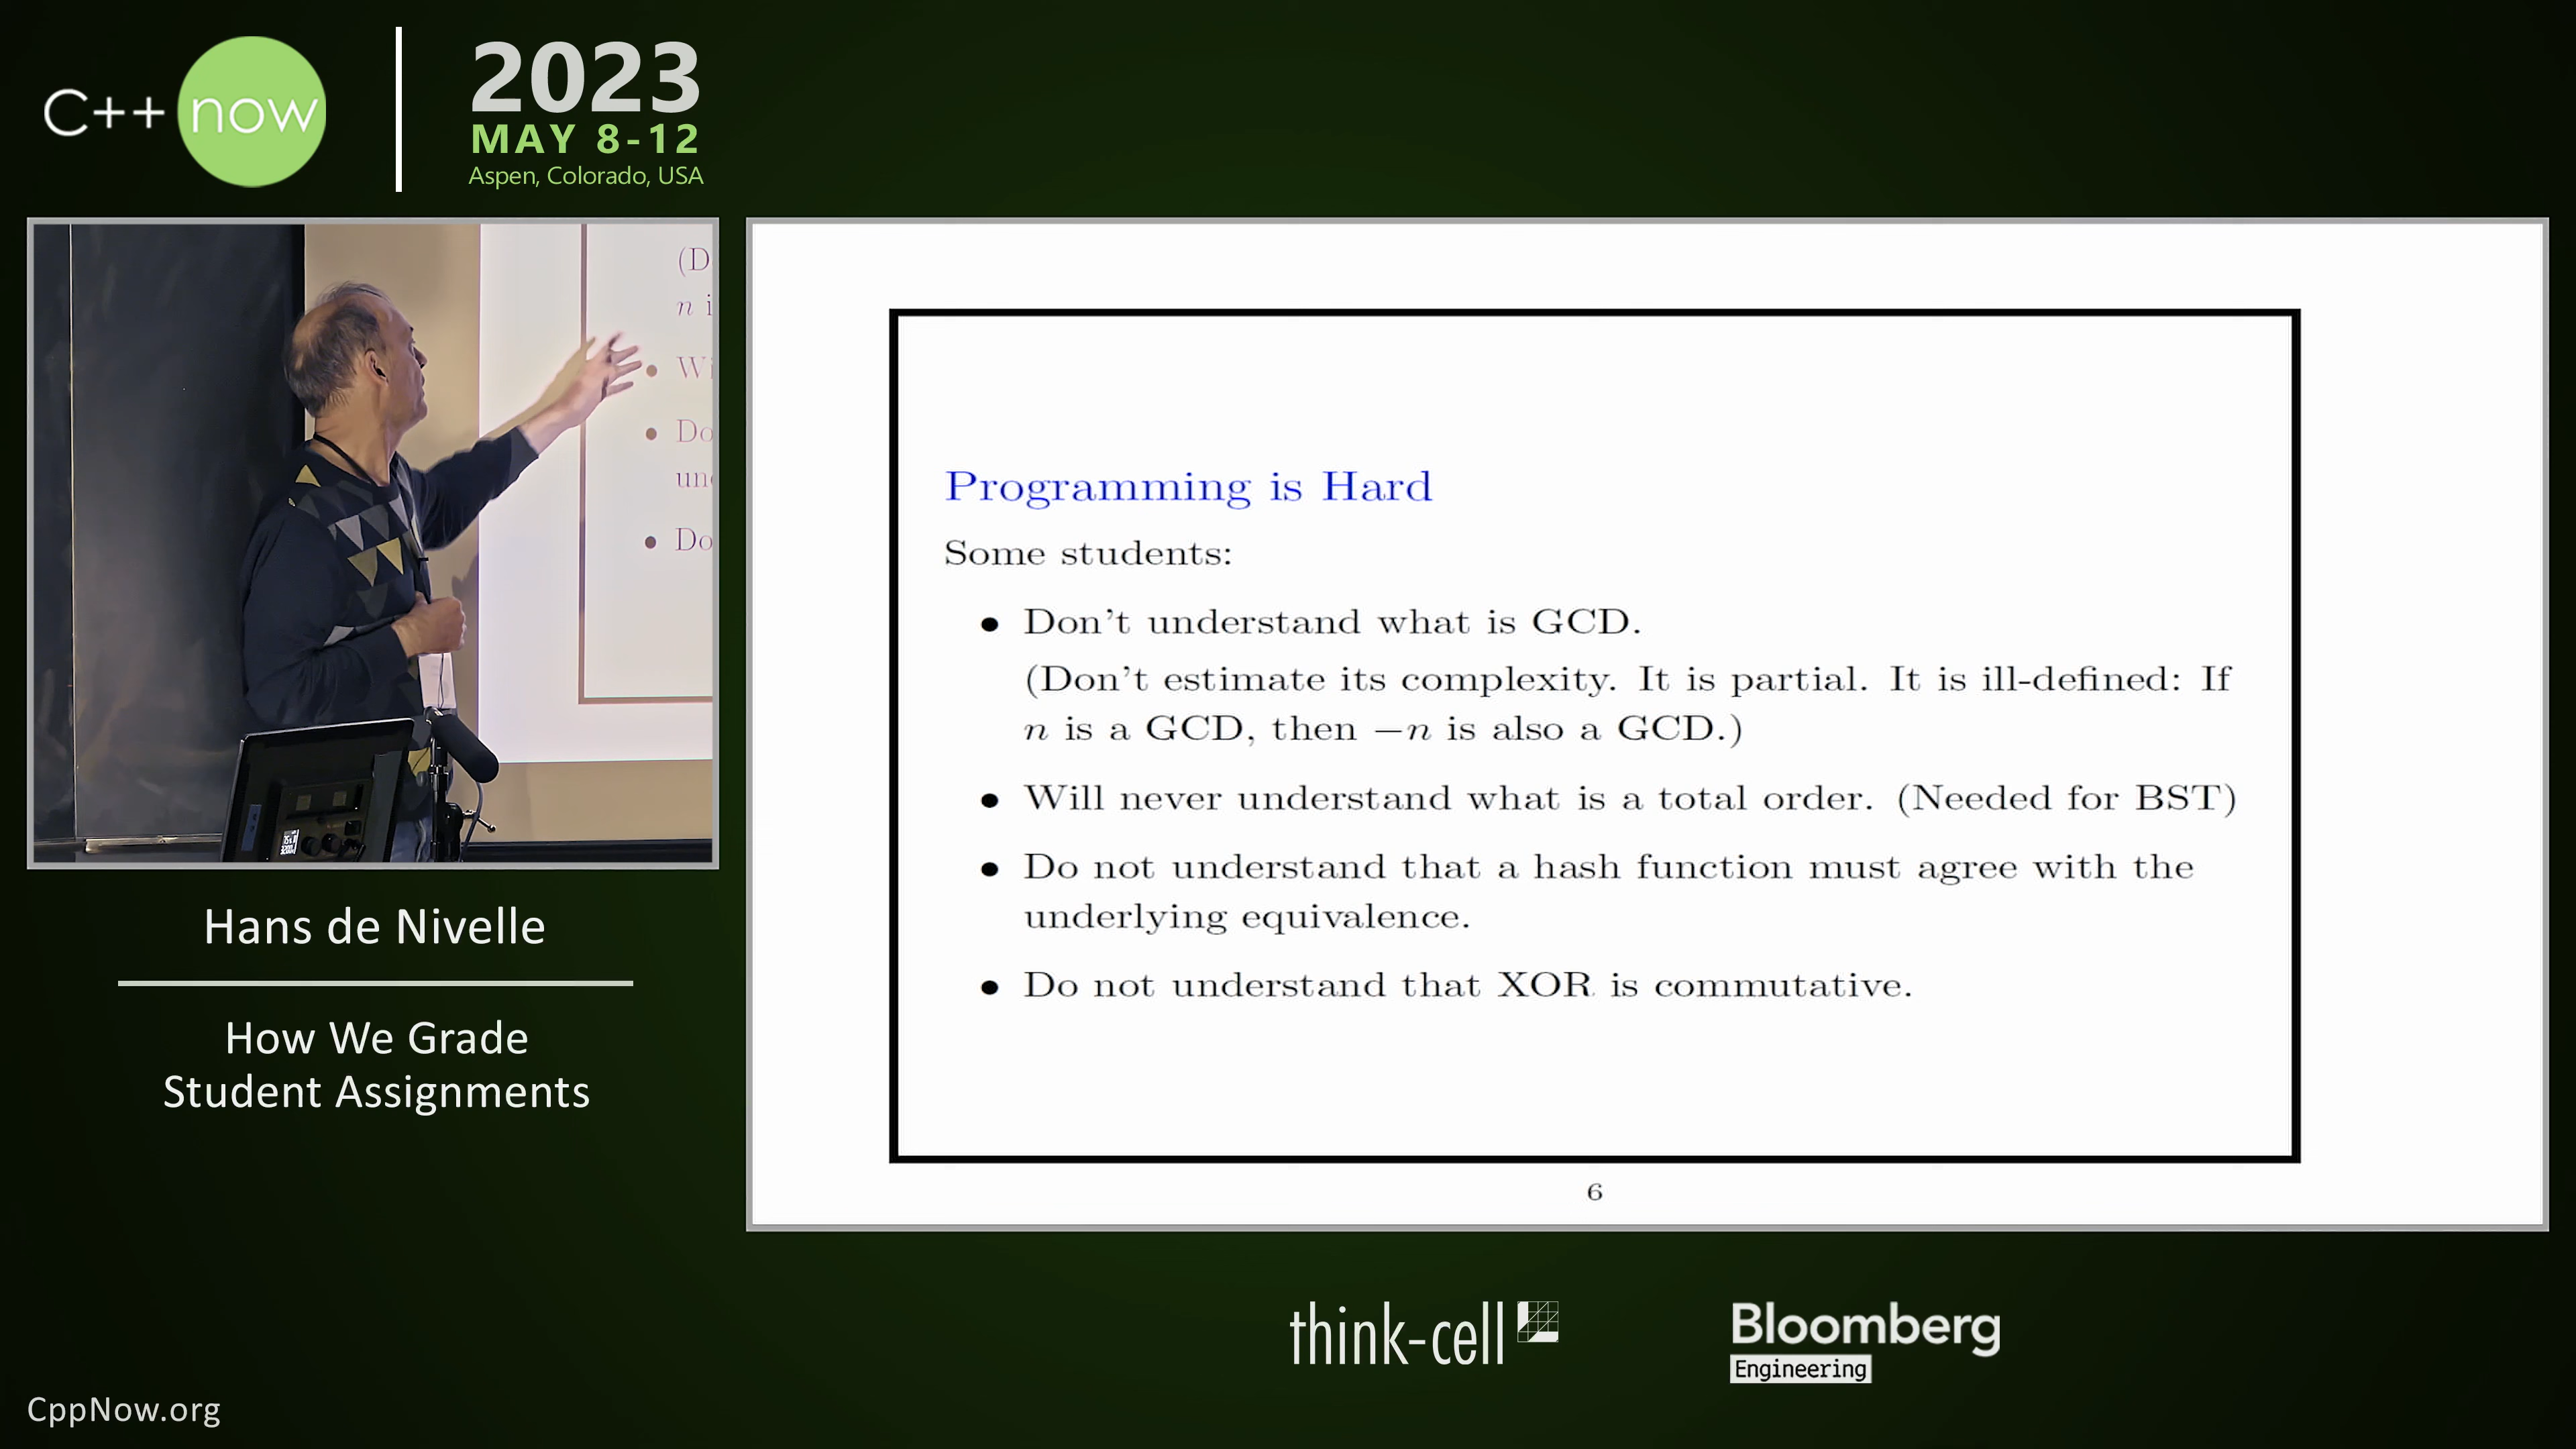 C++ now
2023
MAY 8-12
Aspen, Colorado, USA
(D
n i
• Wi
• Do
und
• Do
Hans de Nivelle
How We Grade
Student Assignments
Programming is Hard
Some students:
• Don't understand what is GCD.
(Don't estimate its complexity. It is partial. It is ill-defined: If
n is a GCD, then −n is also a GCD.)
• Will never understand what is a total order. (Needed for BST)
• Do not understand that a hash function must agree with the
underlying equivalence.
• Do not understand that XOR is commutative.
6
think-cell
Bloomberg
Engineering
CppNow.org